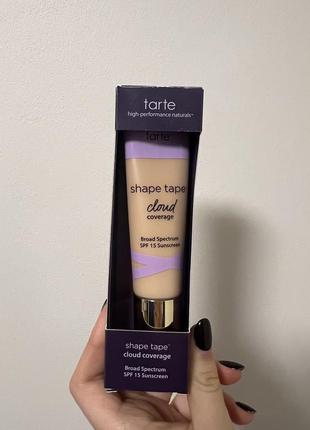 tarte
high-performance naturals™
tarte
shape tape
cloud
coverage
Broad Spectrum
SPF 15 Sunscreen
shape tape™
cloud coverage
Broad Spectrum
SPF 15 Sunscreen